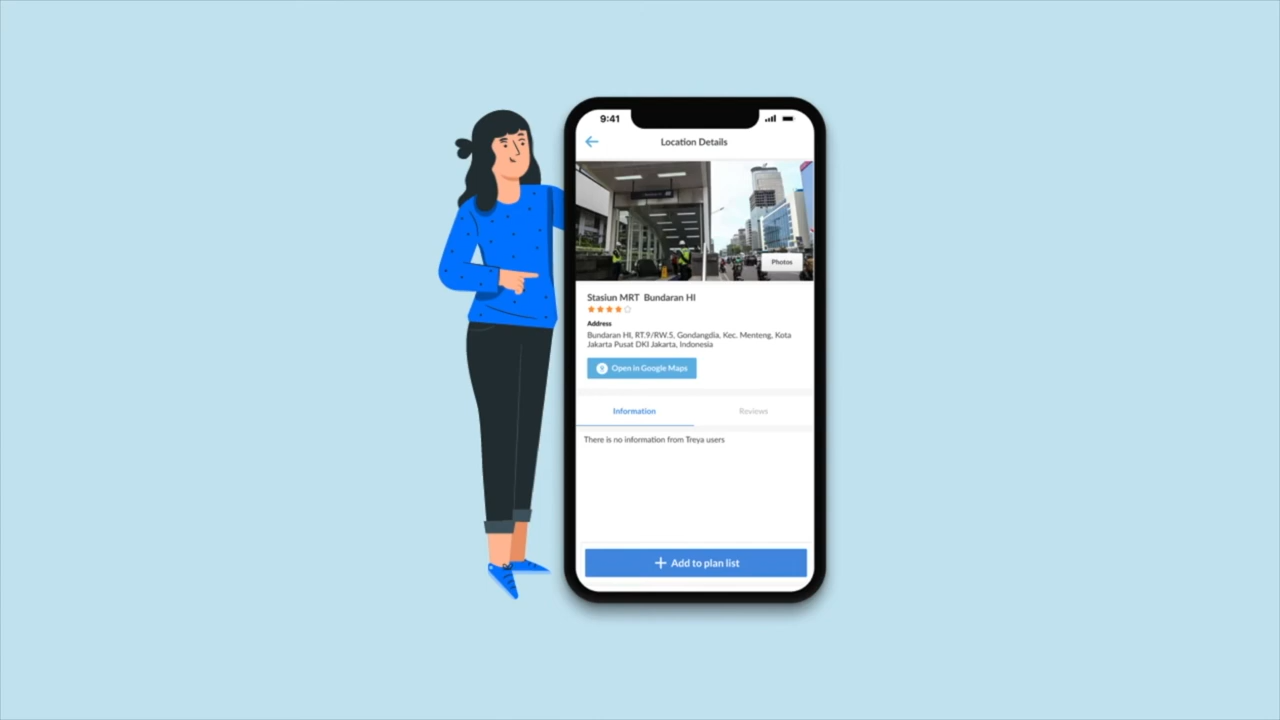 9:41
Location Details
Photos
Stasiun MRT Bundaran HI
Address
Bundaran HI, RT.9/RW.5, Gondangdia, Kec. Menteng, Kota
Jakarta Pusat DKI Jakarta, Indonesia
Open in Google Maps
Information Reviews
There is no information from Treya users
+ Add to plan list